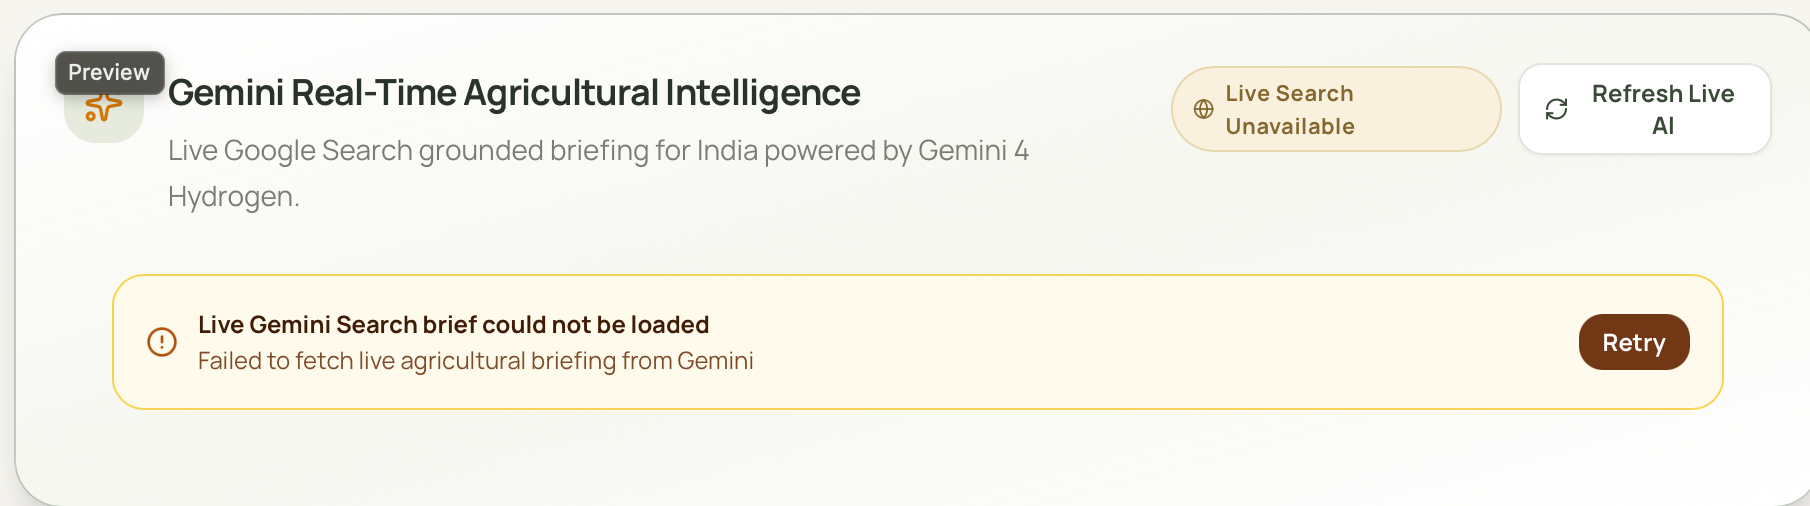 Preview
Gemini Real-Time Agricultural Intelligence
Live Google Search grounded briefing for India powered by Gemini 4
Hydrogen.
Live Search
Unavailable
Refresh Live
AI
Live Gemini Search brief could not be loaded
Failed to fetch live agricultural briefing from Gemini
Retry